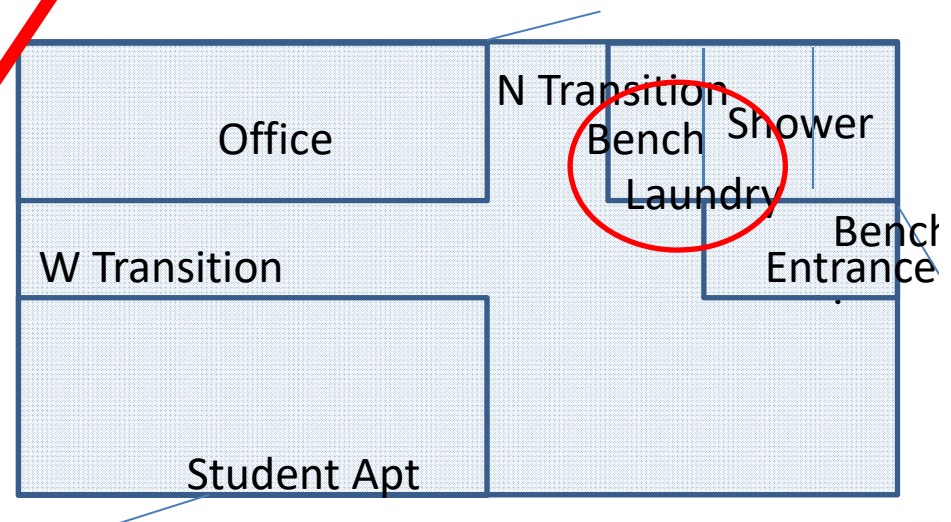 N Transition
Office
Bench
Shower
Laundry
Bench
W Transition
Entrance
.
Student Apt